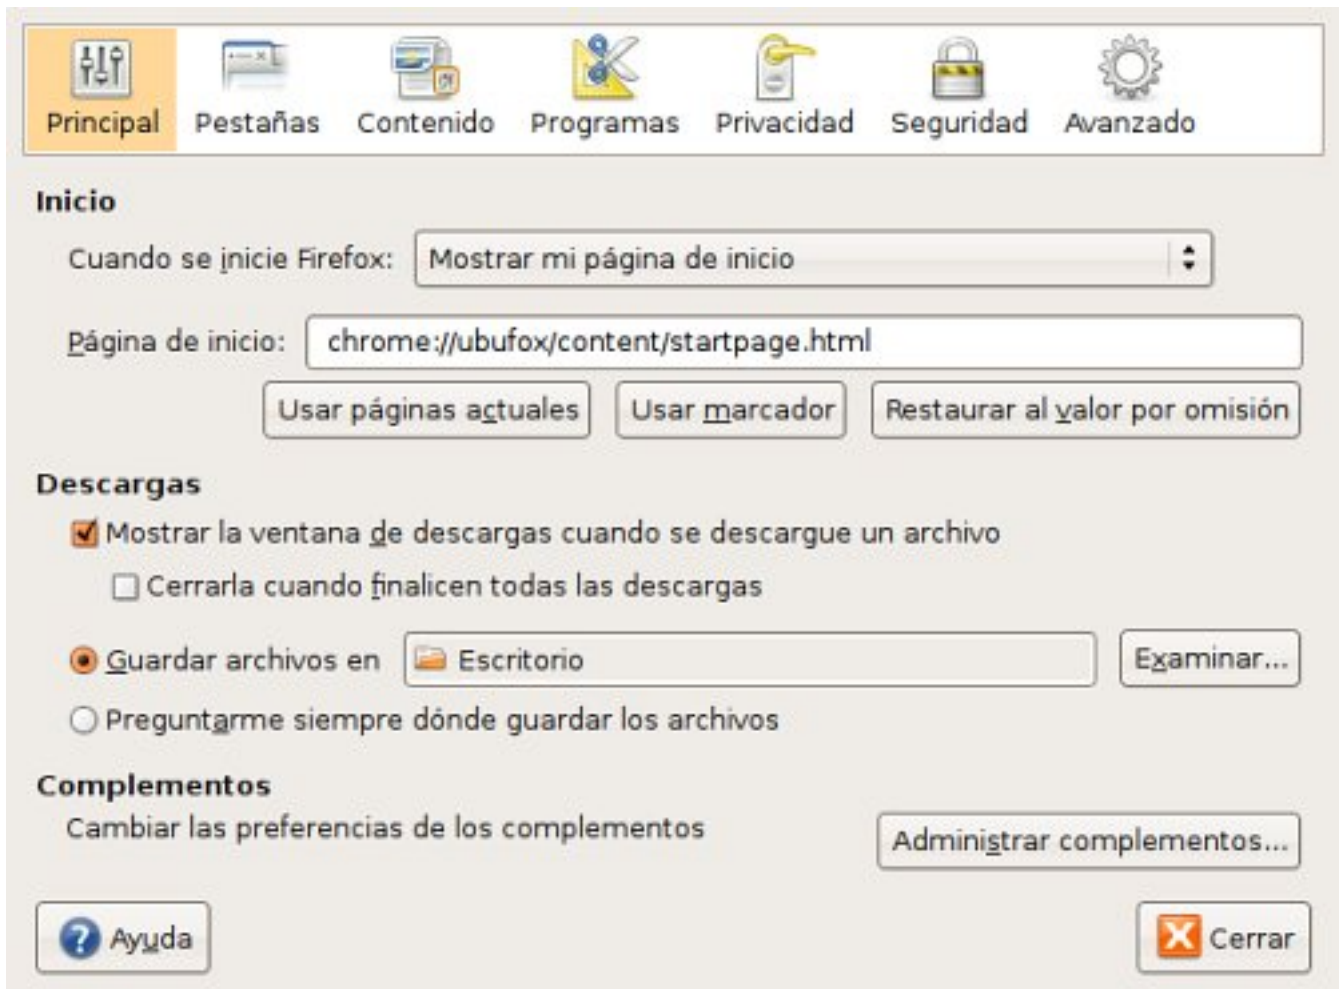 Principal Pestañas Contenido Programas Privacidad Seguridad Avanzado
Inicio
Cuando se inicie Firefox: Mostrar mi página de inicio
Página de inicio: chrome://ubufox/content/startpage.html
Usar páginas actuales Usar marcador Restaurar al valor por omisión
Descargas
Mostrar la ventana de descargas cuando se descargue un archivo
Cerrarla cuando finalicen todas las descargas
Guardar archivos en Escritorio Examinar...
Preguntarme siempre dónde guardar los archivos
Complementos
Cambiar las preferencias de los complementos
Administrar complementos...
Ayuda Cerrar